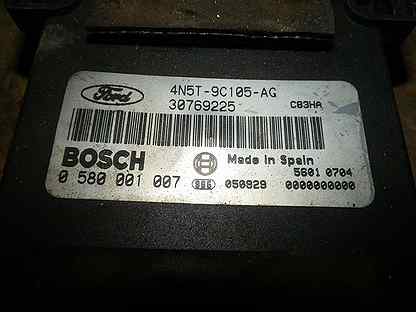 Ford
4N5T-9C105-AG
30769225
CB3HA
BOSCH
Made in Spain
5601 0704
0 580 001 007
050929
0000000000